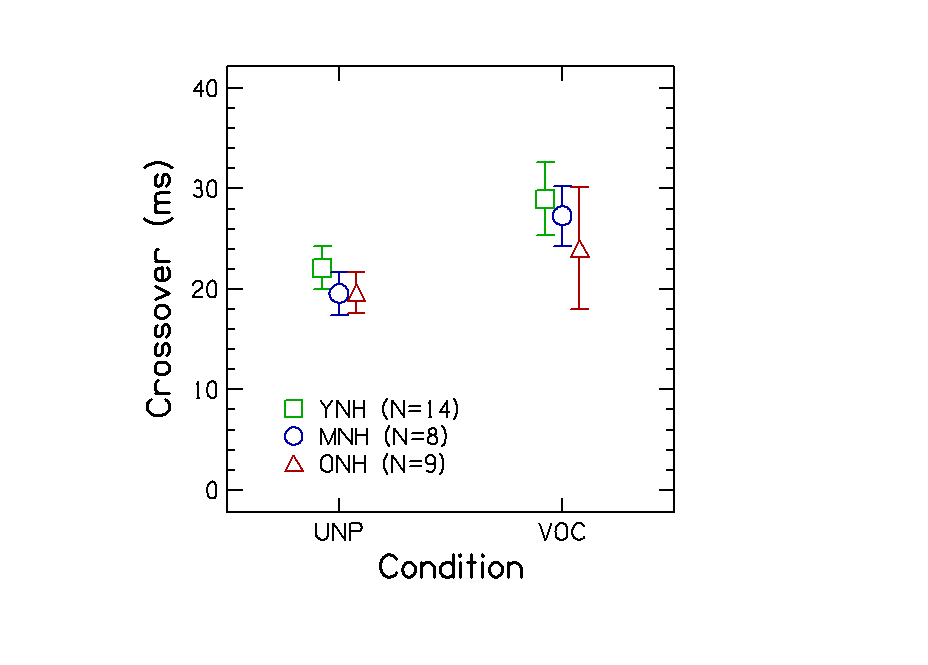 40
30
20
10
0
Crossover (ms)
YNH (N=14)
MNH (N=8)
ONH (N=9)
UNP VOC
Condition